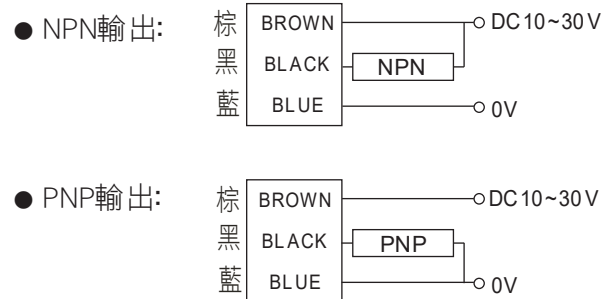 ● NPN輸出: 棕 BROWN DC10~30V
黑 BLACK NPN
藍 BLUE 0V
● PNP輸出: 棕 BROWN DC10~30V
黑 BLACK PNP
藍 BLUE 0V